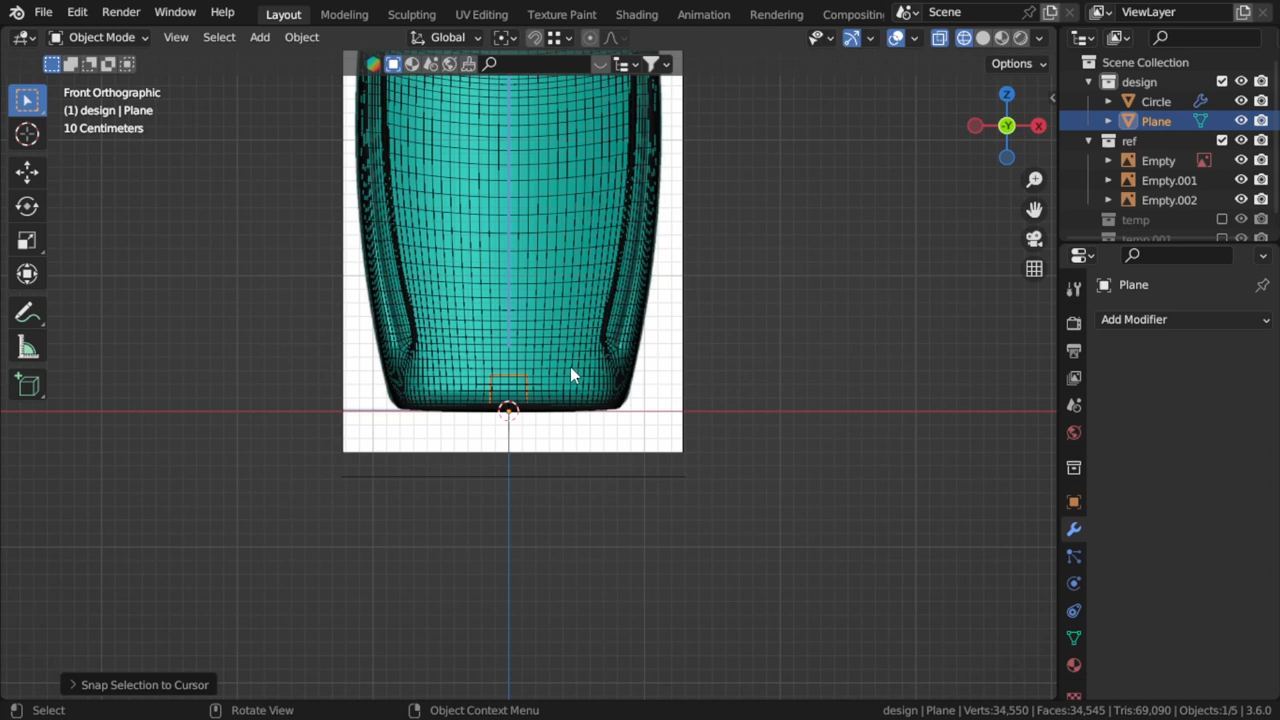 File Edit Render Window Help Layout Modeling Sculpting UV Editing Texture Paint Shading Animation Rendering Compositin Scene ViewLayer
Object Mode View Select Add Object Global
Options
Front Orthographic
(1) design | Plane
10 Centimeters
Z
-Y
X
Scene Collection
design
Circle
Plane
ref
Empty
Empty.001
Empty.002
temp
temp.001
Plane
Add Modifier
Snap Selection to Cursor
Select Rotate View Object Context Menu design | Plane | Verts:34,550 | Faces:34,545 | Tris:69,090 | Objects:1/5 | 3.6.0